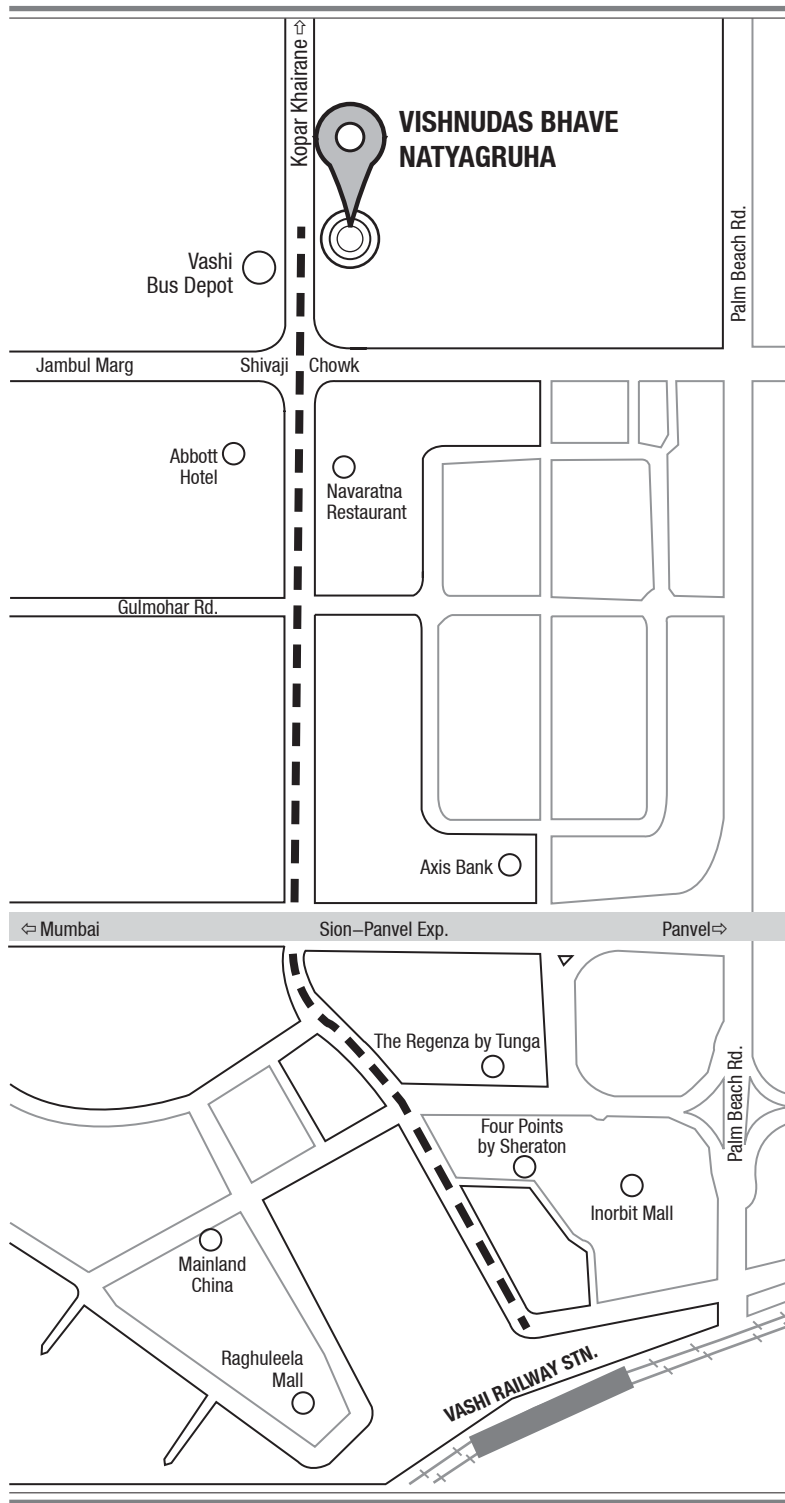 Kopar Khairane⇧
VISHNUDAS BHAVE
NATYAGRUHA
Palm Beach Rd.
Vashi
Bus Depot
Jambul Marg
Shivaji Chowk
Abbott
Hotel
Navaratna
Restaurant
Gulmohar Rd.
Axis Bank
⇦ Mumbai
Sion–Panvel Exp.
Panvel⇨
The Regenza by Tunga
Palm Beach Rd.
Four Points
by Sheraton
Inorbit Mall
Mainland
China
Raghuleela
Mall
VASHI RAILWAY STN.